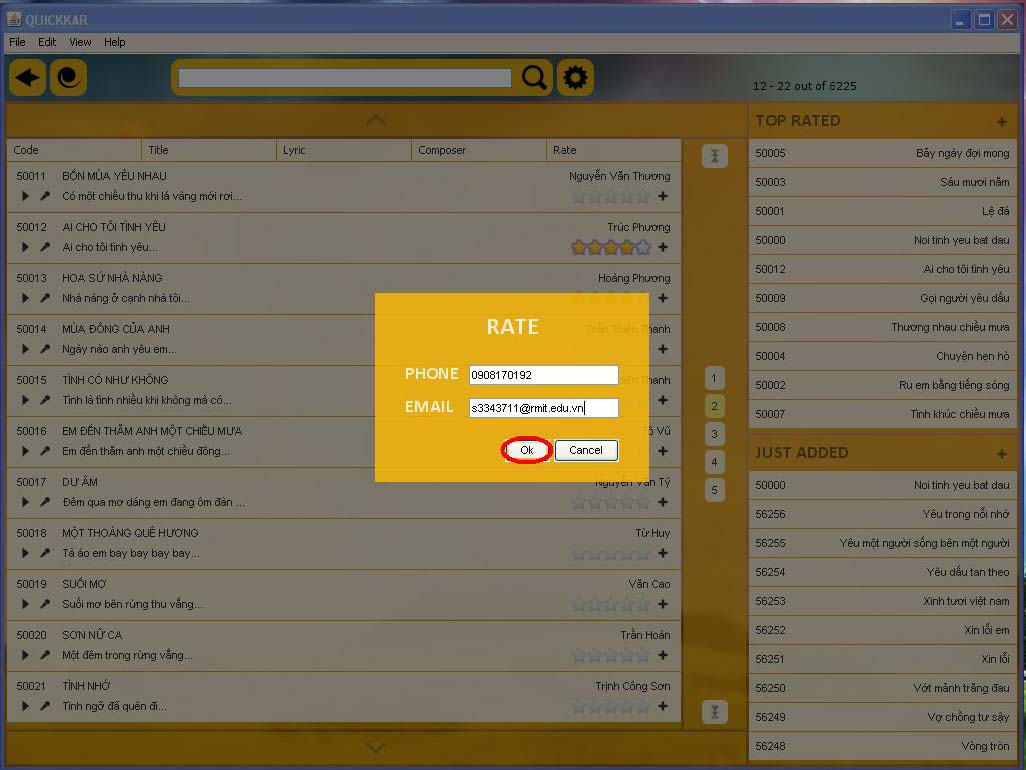 QUICKKAR
File Edit View Help
12 - 22 out of 6225
Code Title Lyric Composer Rate
50011 BỐN MÙA YÊU NHAU Nguyễn Văn Thương
Có một chiều thu khi lá vàng mới rơi...
50012 AI CHO TÔI TÌNH YÊU Trúc Phương
Ai cho tôi tình yêu...
50013 HOA SỨ NHÀ NÀNG Hoàng Phương
Nhà nàng ở cạnh nhà tôi...
50014 MÙA ĐÔNG CỦA ANH Trần Thiện Thanh
Ngày nào anh yêu em...
50015 TÌNH CÓ NHƯ KHÔNG Thanh
Tình là tình nhiều khi không mà có...
50016 EM ĐẾN THĂM ANH MỘT CHIỀU MƯA Vũ
Em đến thăm anh một chiều đông...
50017 DƯ ÂM Nguyễn Văn Tý
Đêm qua mơ dáng em đang ôm đàn ...
50018 MỘT THOÁNG QUÊ HƯƠNG Từ Huy
Tà áo em bay bay bay bay...
50019 SUỐI MƠ Văn Cao
Suối mơ bên rừng thu vắng...
50020 SƠN NỮ CA Trần Hoàn
Một đêm trong rừng vắng...
50021 TÌNH NHỚ Trịnh Công Sơn
Tình ngỡ đã quên đi...
RATE
PHONE 0908170192
EMAIL s3343711@rmit.edu.vn
Ok Cancel
1
2
3
4
5
TOP RATED +
50005 Bảy ngày đợi mong
50003 Sáu mươi năm
50001 Lệ đá
50000 Noi tinh yeu bat dau
50012 Ai cho tôi tình yêu
50009 Gọi người yêu dấu
50008 Thương nhau chiều mưa
50004 Chuyện hẹn hò
50002 Ru em bằng tiếng sóng
50007 Tình khúc chiều mưa
JUST ADDED +
50000 Noi tinh yeu bat dau
56256 Yêu trong nỗi nhớ
56255 Yêu một người sống bên một người
56254 Yêu dấu tan theo
56253 Xinh tươi việt nam
56252 Xin lỗi em
56251 Xin lỗi
56250 Vớt mảnh trăng đau
56249 Vợ chồng tư sậy
56248 Vòng tròn